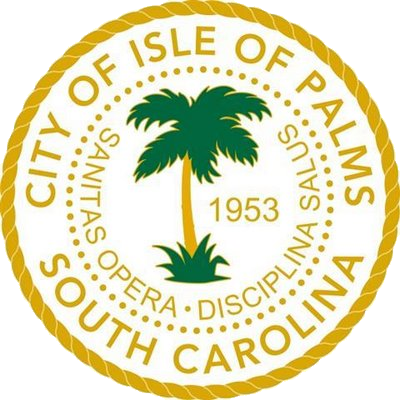 CITY OF ISLE OF PALMS
SANITAS OPERA · DISCIPLINA SALUS
1953
SOUTH CAROLINA